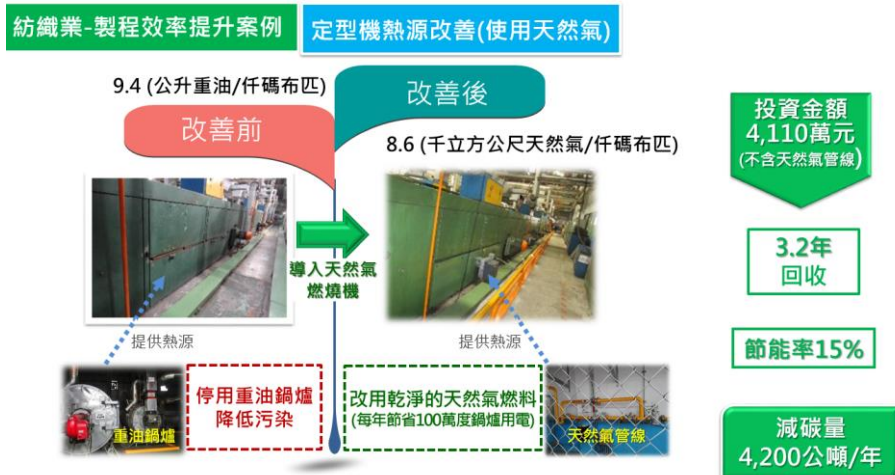 紡織業-製程效率提升案例
定型機熱源改善(使用天然氣)
9.4 (公升重油/仟碼布匹)
改善前
改善後
8.6 (千立方公尺天然氣/仟碼布匹)
導入天然氣
燃燒機
提供熱源
提供熱源
重油鍋爐
停用重油鍋爐
降低污染
改用乾淨的天然氣燃料
(每年節省100萬度鍋爐用電)
天然氣管線
投資金額
4,110萬元
(不含天然氣管線)
3.2年
回收
節能率15%
減碳量
4,200公噸/年